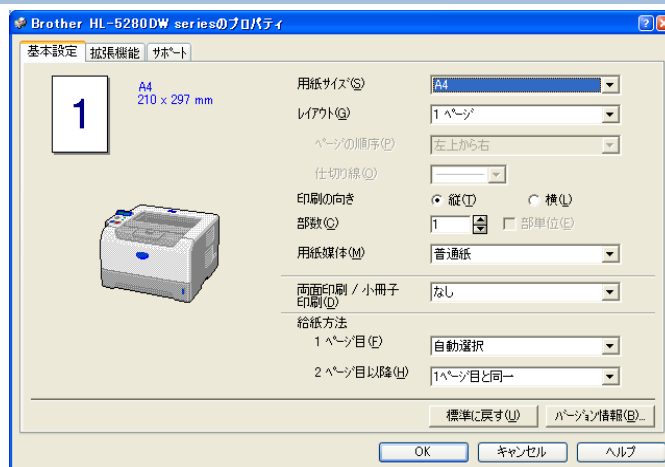 Brother HL-5280DW seriesのプロパティ
基本設定 拡張機能 サポート
1
A4
210 x 297 mm
用紙サイズ(S) A4
レイアウト(G) 1 ページ
ページの順序(P) 左上から右
仕切り線(O)
印刷の向き 縦(T) 横(L)
部数(C) 1 部単位(E)
用紙媒体(M) 普通紙
両面印刷 / 小冊子
印刷(D) なし
給紙方法
1 ページ目(F) 自動選択
2 ページ目以降(H) 1ページ目と同一
標準に戻す(U) バージョン情報(B)...
OK キャンセル ヘルプ